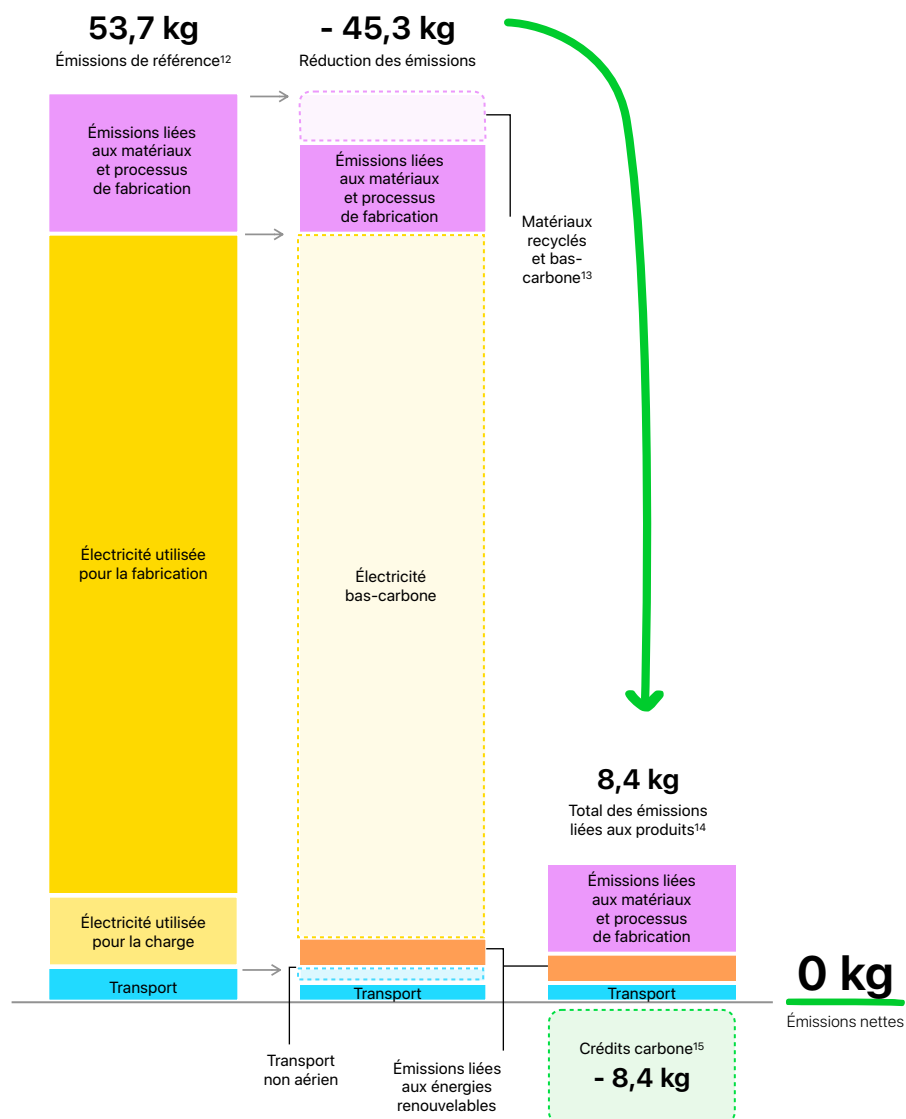 53,7 kg
Émissions de référence¹²
- 45,3 kg
Réduction des émissions
Émissions liées
aux matériaux
et processus
de fabrication
Émissions liées
aux matériaux
et processus
de fabrication
Matériaux
recyclés
et bas-
carbone¹³
Électricité utilisée
pour la fabrication
Électricité
bas-carbone
8,4 kg
Total des émissions
liées aux produits¹⁴
Émissions liées
aux matériaux
et processus
de fabrication
Électricité utilisée
pour la charge
Transport
Transport
Transport
0 kg
Émissions nettes
Transport
non aérien
Émissions liées
aux énergies
renouvelables
Crédits carbone¹⁵
- 8,4 kg